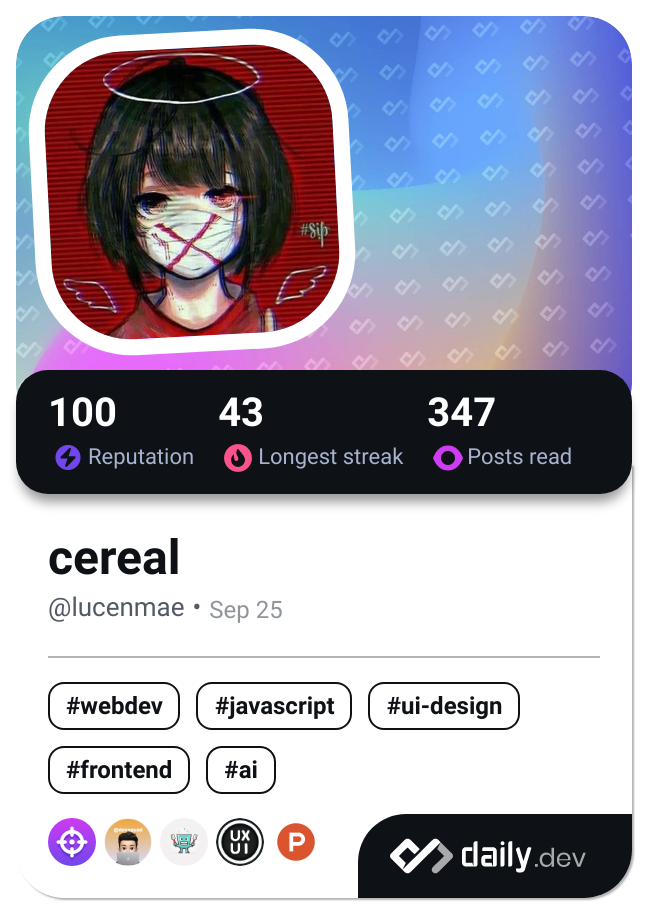 #Sip
100 43 347
Reputation Longest streak Posts read
cereal
@lucenmae • Sep 25
#webdev #javascript #ui-design
#frontend #ai
UX
UI
P
daily.dev